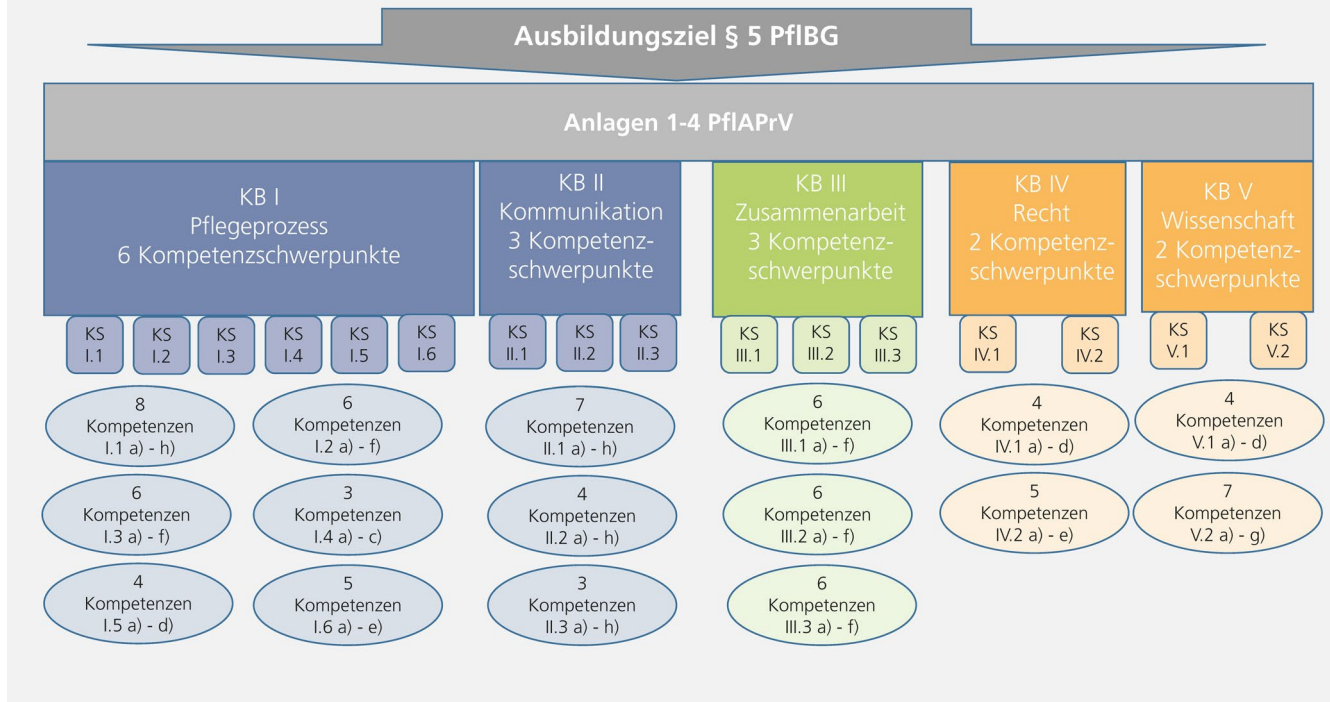 Ausbildungsziel § 5 PflBG
Anlagen 1-4 PflAPrV
KB I
Pflegeprozess
6 Kompetenzschwerpunkte
KB II
Kommunikation
3 Kompetenz-
schwerpunkte
KB III
Zusammenarbeit
3 Kompetenz-
schwerpunkte
KB IV
Recht
2 Kompetenz-
schwerpunkte
KB V
Wissenschaft
2 Kompetenz-
schwerpunkte
KS
I.1
KS
I.2
KS
I.3
KS
I.4
KS
I.5
KS
I.6
KS
II.1
KS
II.2
KS
II.3
KS
III.1
KS
III.2
KS
III.3
KS
IV.1
KS
IV.2
KS
V.1
KS
V.2
8
Kompetenzen
I.1 a) - h)
6
Kompetenzen
I.2 a) - f)
7
Kompetenzen
II.1 a) - h)
6
Kompetenzen
III.1 a) - f)
4
Kompetenzen
IV.1 a) - d)
4
Kompetenzen
V.1 a) - d)
6
Kompetenzen
I.3 a) - f)
3
Kompetenzen
I.4 a) - c)
4
Kompetenzen
II.2 a) - h)
6
Kompetenzen
III.2 a) - f)
5
Kompetenzen
IV.2 a) - e)
7
Kompetenzen
V.2 a) - g)
4
Kompetenzen
I.5 a) - d)
5
Kompetenzen
I.6 a) - e)
3
Kompetenzen
II.3 a) - h)
6
Kompetenzen
III.3 a) - f)